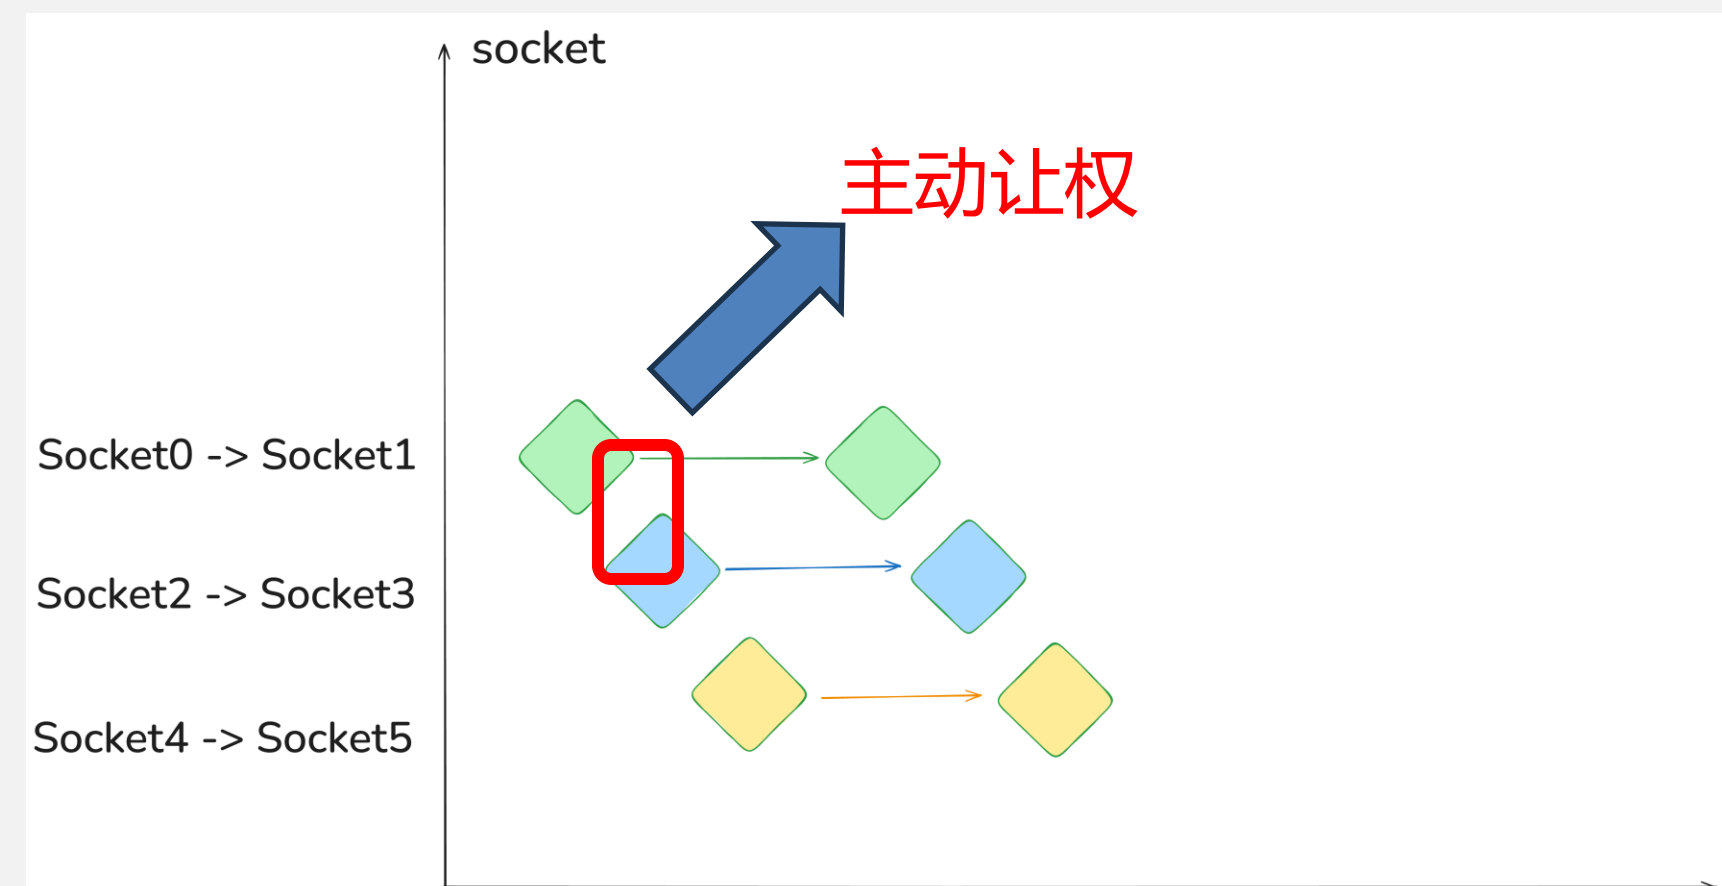 socket
主动让权
Socket0 -> Socket1
Socket2 -> Socket3
Socket4 -> Socket5